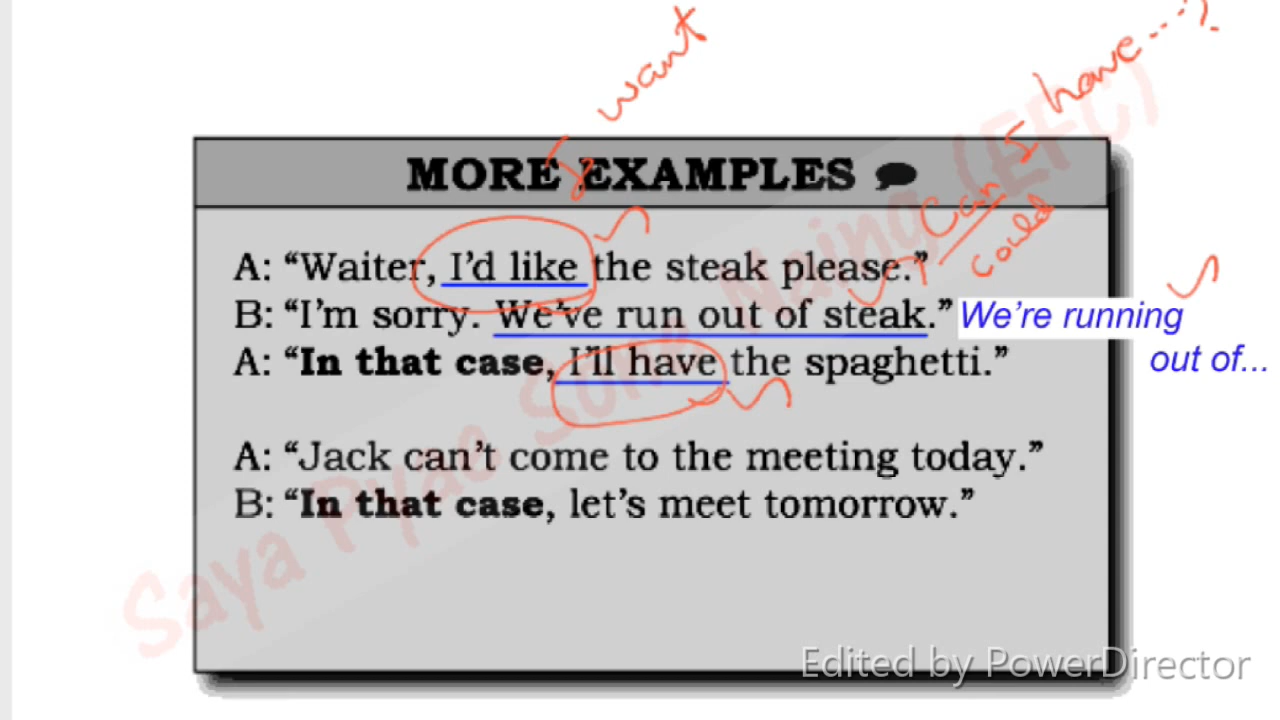 I want
Can I have...?
could
MORE EXAMPLES
A: “Waiter, I’d like the steak please.”
B: “I’m sorry. We’ve run out of steak.” We’re running
out of...
A: “In that case, I’ll have the spaghetti.”
A: “Jack can’t come to the meeting today.”
B: “In that case, let’s meet tomorrow.”
Edited by PowerDirector